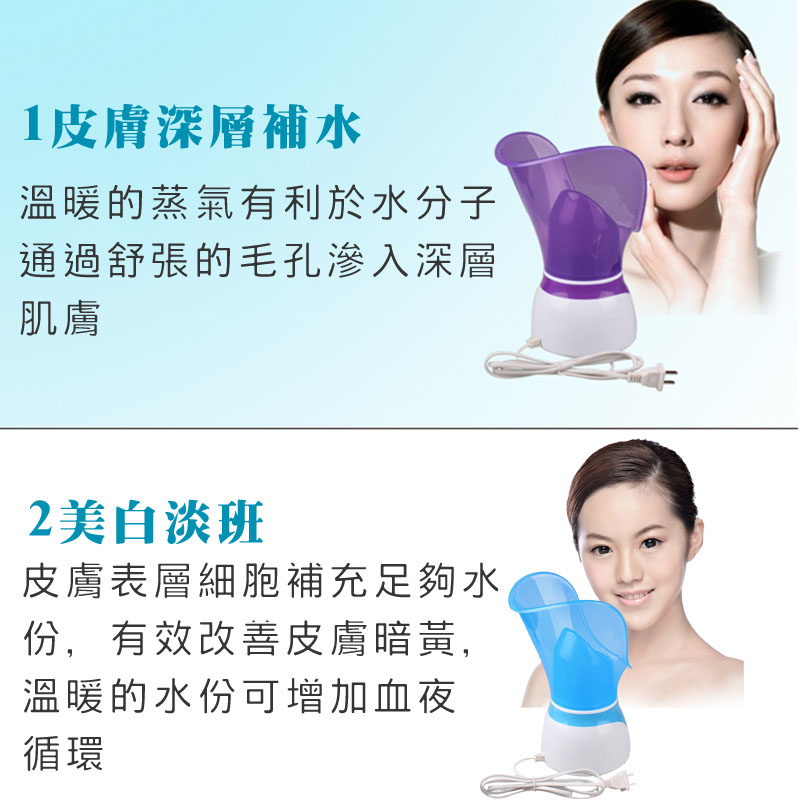 1皮膚深層補水
溫暖的蒸氣有利於水分子
通過舒張的毛孔滲入深層
肌膚
2美白淡班
皮膚表層細胞補充足夠水
份，有效改善皮膚暗黃，
溫暖的水份可增加血夜
循環